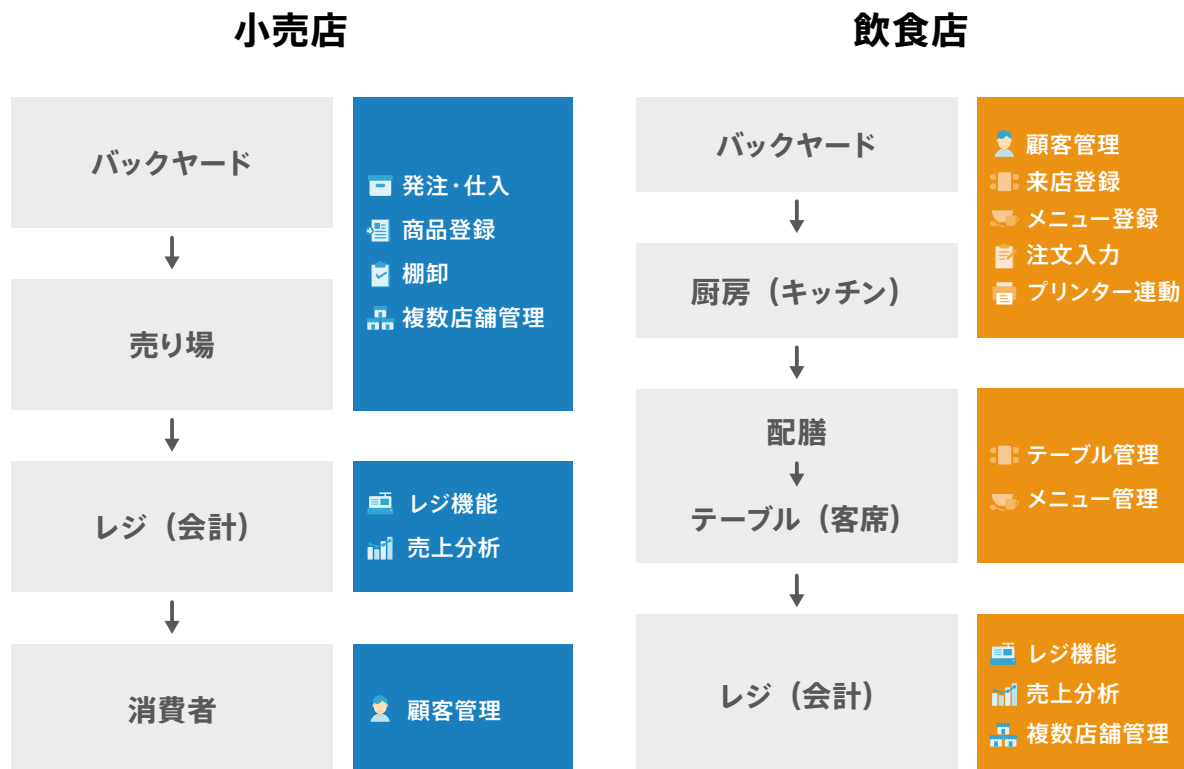 小売店
バックヤード
売り場
レジ（会計）
消費者
発注・仕入
商品登録
棚卸
複数店舗管理
レジ機能
売上分析
顧客管理
飲食店
バックヤード
厨房（キッチン）
配膳
テーブル（客席）
レジ（会計）
顧客管理
来店登録
メニュー登録
注文入力
プリンター連動
テーブル管理
メニュー管理
レジ機能
売上分析
複数店舗管理